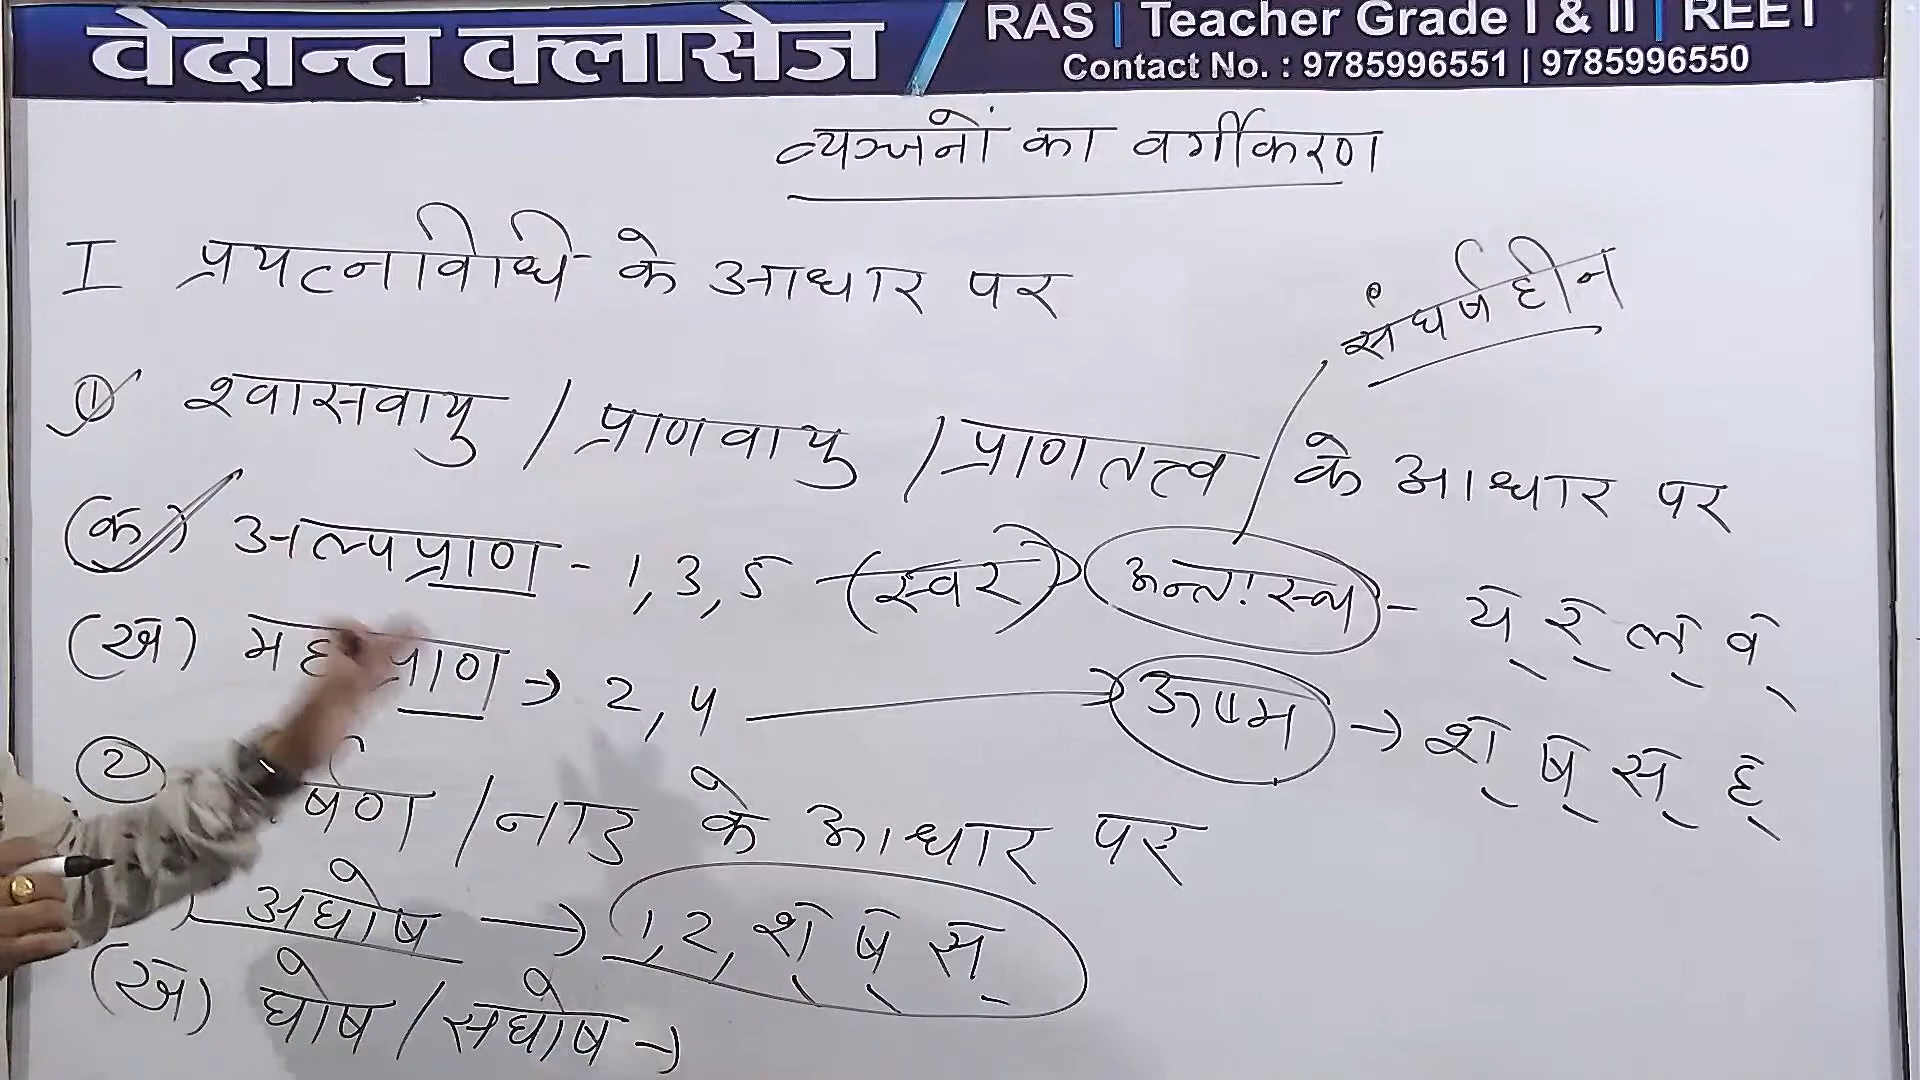 वेदान्त क्लासेज
RAS | Teacher Grade I & II | REET
Contact No. : 9785996551 | 9785996550
व्यञ्जनों का वर्गीकरण
I प्रयत्नविधि के आधार पर
संघर्षहीन
① श्वासवायु / प्राणवायु / प्राणतत्त्व के आधार पर
(क) अल्पप्राण - 1, 3, 5 (स्वर) अन्तःस्थ - य् र् ल् व्
(ख) महाप्राण → 2, 4 → ऊष्म → श् ष् स् ह्
② र्षण / नाद के आधार पर
अघोष → 1, 2, श् ष् स्
(ख) घोष / सघोष →